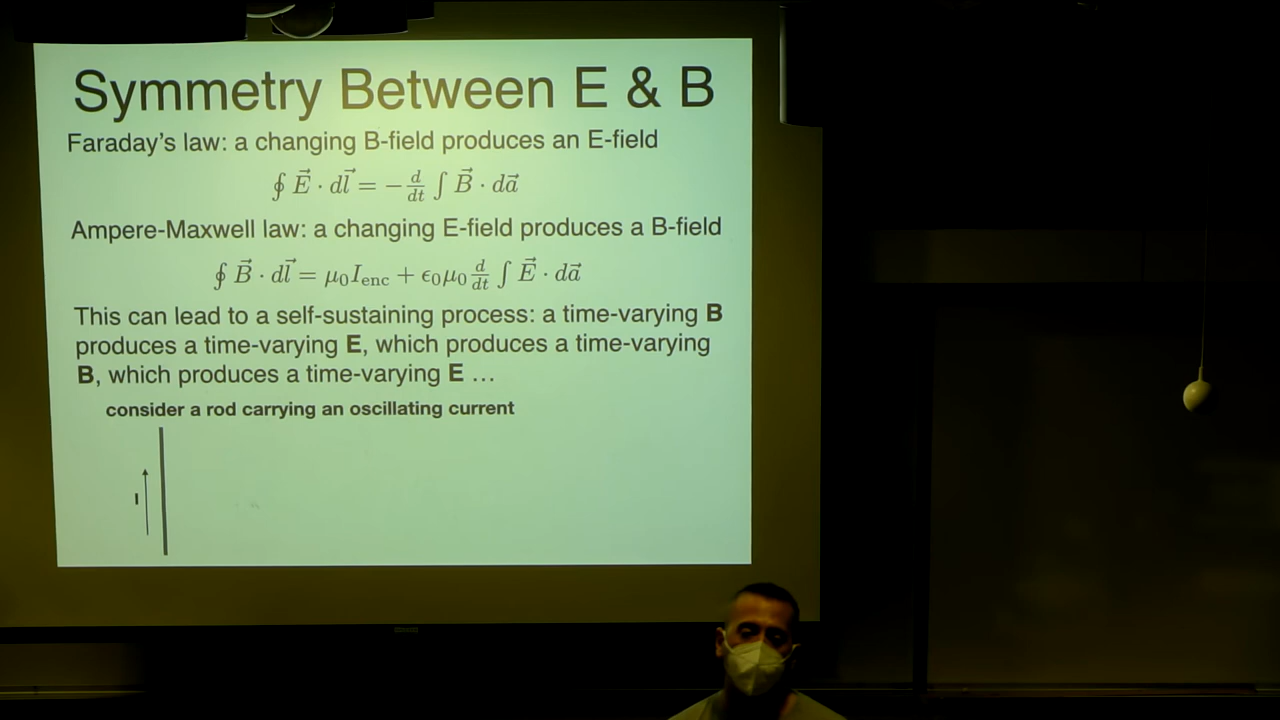 Symmetry Between E & B
Faraday's law: a changing B-field produces an E-field
∮ E⃗ · dl⃗ = − d/dt ∫ B⃗ · da⃗
Ampere-Maxwell law: a changing E-field produces a B-field
∮ B⃗ · dl⃗ = μ₀I_enc + ϵ₀μ₀ d/dt ∫ E⃗ · da⃗
This can lead to a self-sustaining process: a time-varying B
produces a time-varying E, which produces a time-varying
B, which produces a time-varying E …
consider a rod carrying an oscillating current
I